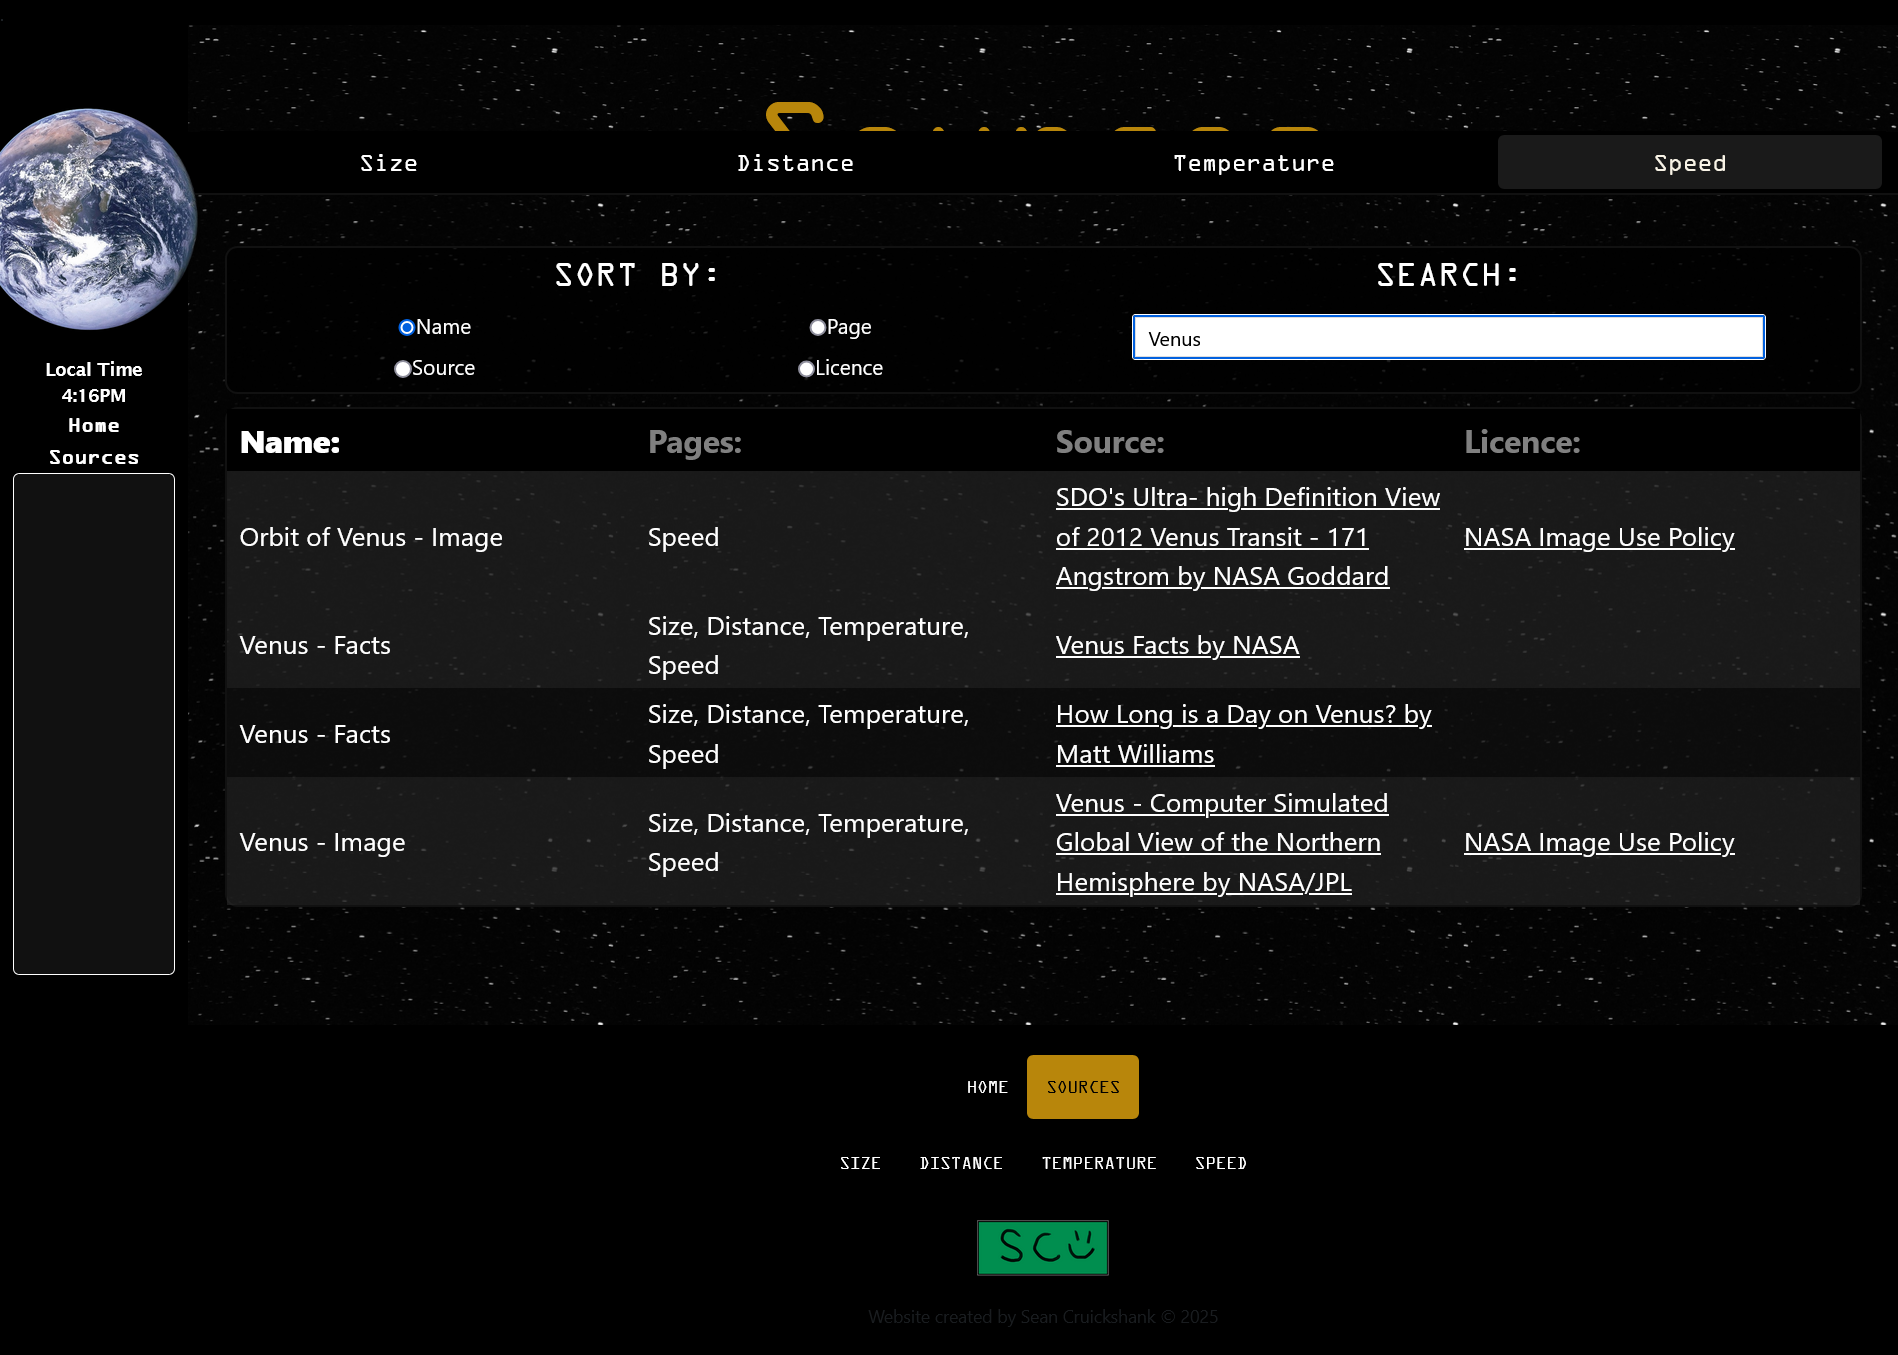 Sources
Size Distance Temperature Speed
Local Time
4:16PM
Home
Sources
SORT BY:
Name Page
Source Licence
SEARCH:
Venus
Name: Pages: Source: Licence:
Orbit of Venus - Image
Speed
SDO's Ultra- high Definition View
of 2012 Venus Transit - 171
Angstrom by NASA Goddard
NASA Image Use Policy
Venus - Facts
Size, Distance, Temperature,
Speed
Venus Facts by NASA
Venus - Facts
Size, Distance, Temperature,
Speed
How Long is a Day on Venus? by
Matt Williams
Venus - Image
Size, Distance, Temperature,
Speed
Venus - Computer Simulated
Global View of the Northern
Hemisphere by NASA/JPL
NASA Image Use Policy
HOME SOURCES
SIZE DISTANCE TEMPERATURE SPEED
SC
Website created by Sean Cruickshank © 2025